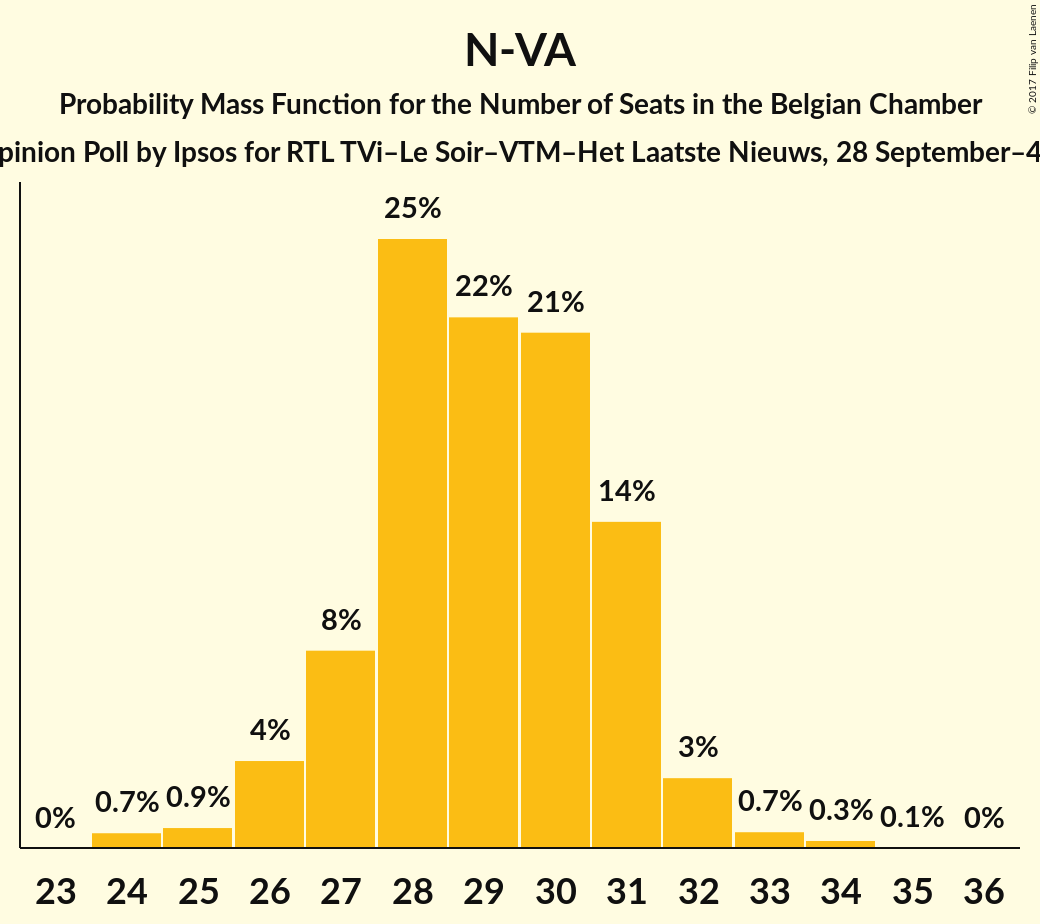 N-VA
Probability Mass Function for the Number of Seats in the Belgian Chamber
pinion Poll by Ipsos for RTL TVi–Le Soir–VTM–Het Laatste Nieuws, 28 September–4
© 2017 Filip van Laenen
25%
22%
21%
14%
8%
4%
3%
0% 0.7% 0.9% 0.7% 0.3% 0.1% 0%
23 24 25 26 27 28 29 30 31 32 33 34 35 36